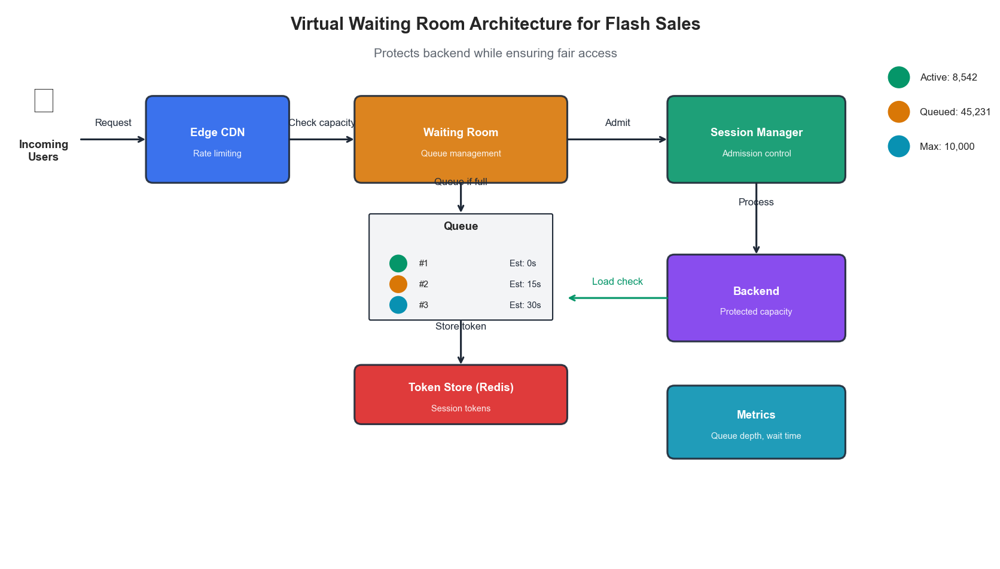 Virtual Waiting Room Architecture for Flash Sales
Protects backend while ensuring fair access
Incoming
Users
Request
Edge CDN
Rate limiting
Check capacity
Waiting Room
Queue management
Admit
Session Manager
Admission control
Active: 8,542
Queued: 45,231
Max: 10,000
Queue if full
Process
Queue
#1 Est: 0s
#2 Est: 15s
#3 Est: 30s
Load check
Backend
Protected capacity
Store token
Token Store (Redis)
Session tokens
Metrics
Queue depth, wait time